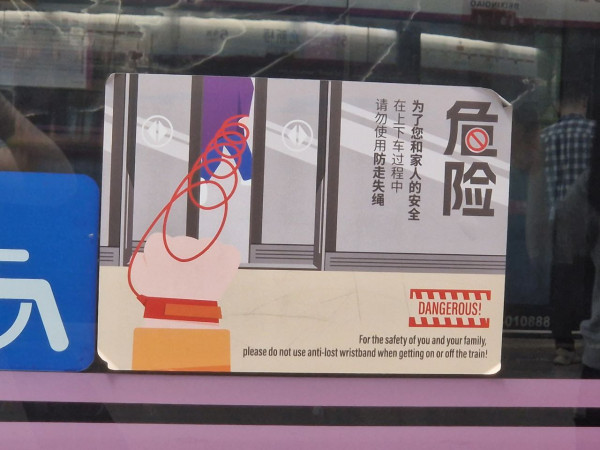 危险
为了您和家人的安全
在上下车过程中
请勿使用防走失绳
DANGEROUS!
For the safety of you and your family,
please do not use anti-lost wristband when getting on or off the train!
010888